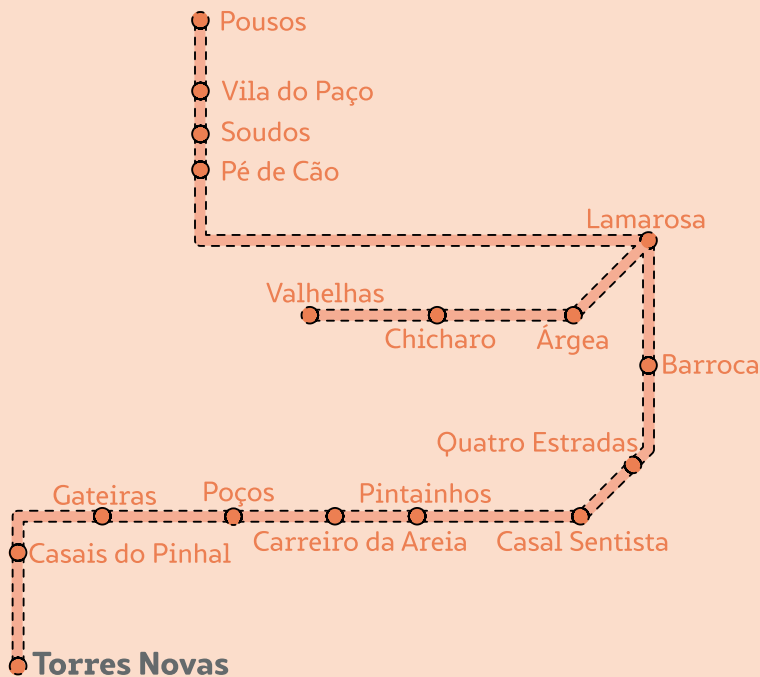 Pousos
Vila do Paço
Soudos
Pé de Cão
Lamarosa
Valhelhas
Chicharo
Árgea
Barroca
Quatro Estradas
Gateiras
Poços
Pintainhos
Carreiro da Areia
Casal Sentista
Casais do Pinhal
Torres Novas